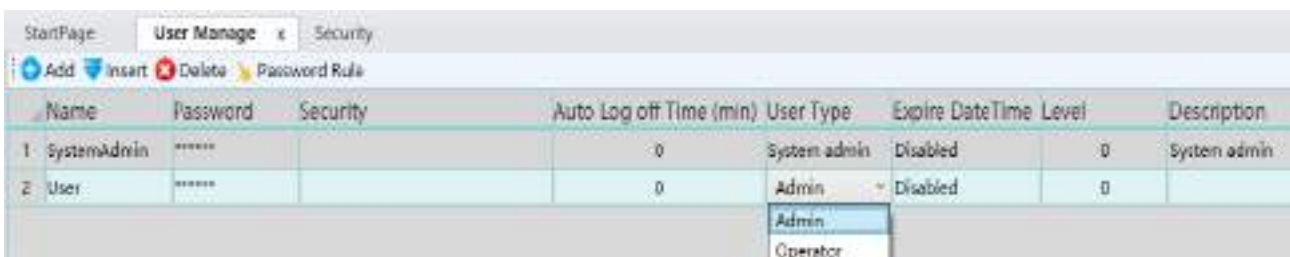 StartPage User Manage x Security
Add Insert Delete Password Rule
Name Password Security Auto Log off Time (min) User Type Expire DateTime Level Description
1 SystemAdmin ****** 0 System admin Disabled 0 System admin
2 User ****** 0 Admin Disabled 0
Admin
Operator